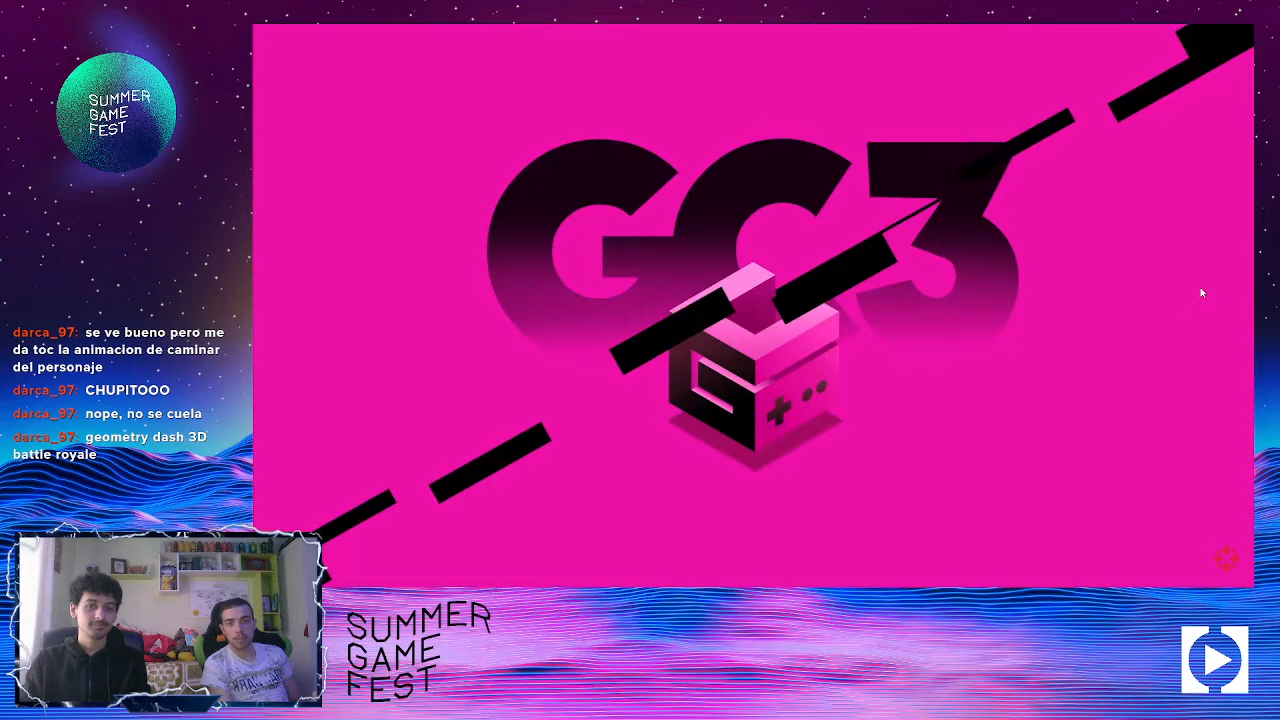 SUMMER
GAME
FEST
GC3
darca_97: se ve bueno pero me
da toc la animacion de caminar
del personaje
darca_97: CHUPITOOO
darca_97: nope, no se cuela
darca_97: geometry dash 3D
battle royale
SUMMER
GAME
FEST